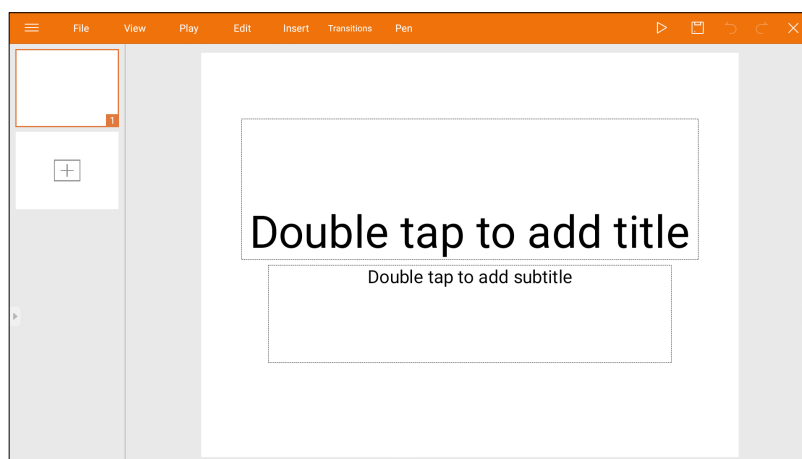 File View Play Edit Insert Transitions Pen
1
Double tap to add title
Double tap to add subtitle